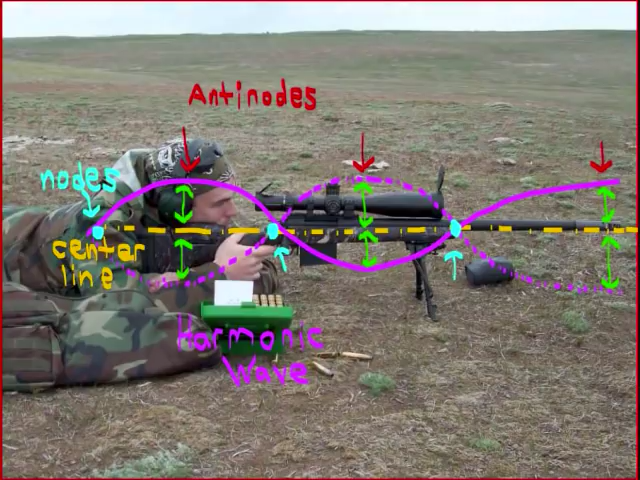 Antinodes
nodes
center
line
Harmonic
Wave